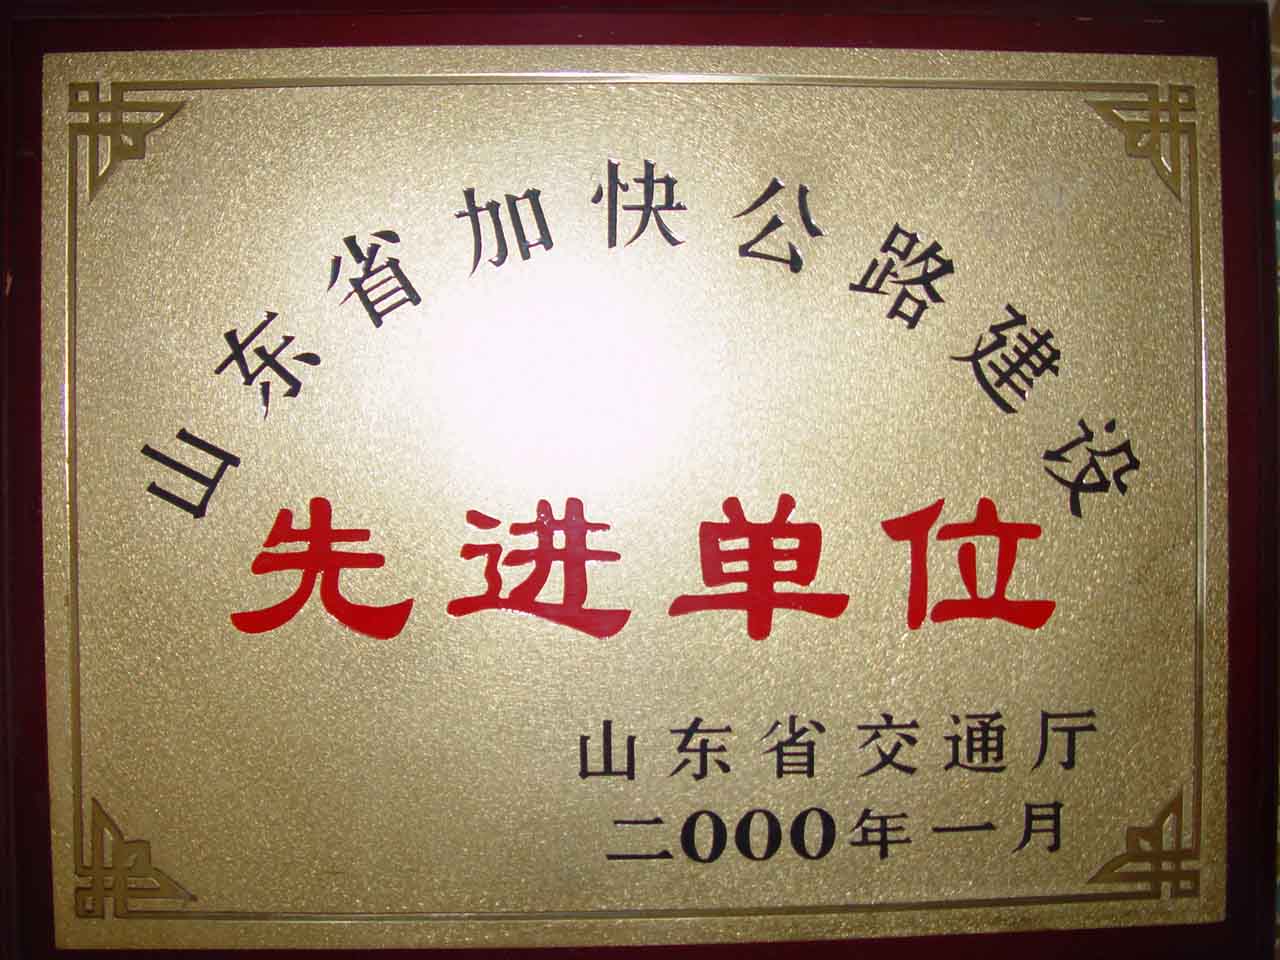 山东省加快公路建设
先进单位
山东省交通厅
二000年一月